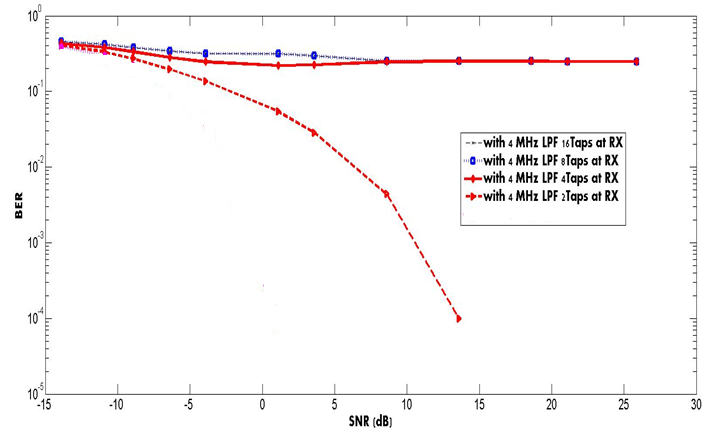 10^0
10^-1
10^-2
10^-3
10^-4
10^-5
BER
with 4 MHz LPF 16Taps at RX
with 4 MHz LPF 8Taps at RX
with 4 MHz LPF 4Taps at RX
with 4 MHz LPF 2Taps at RX
-15 -10 -5 0 5 10 15 20 25 30
SNR (dB)